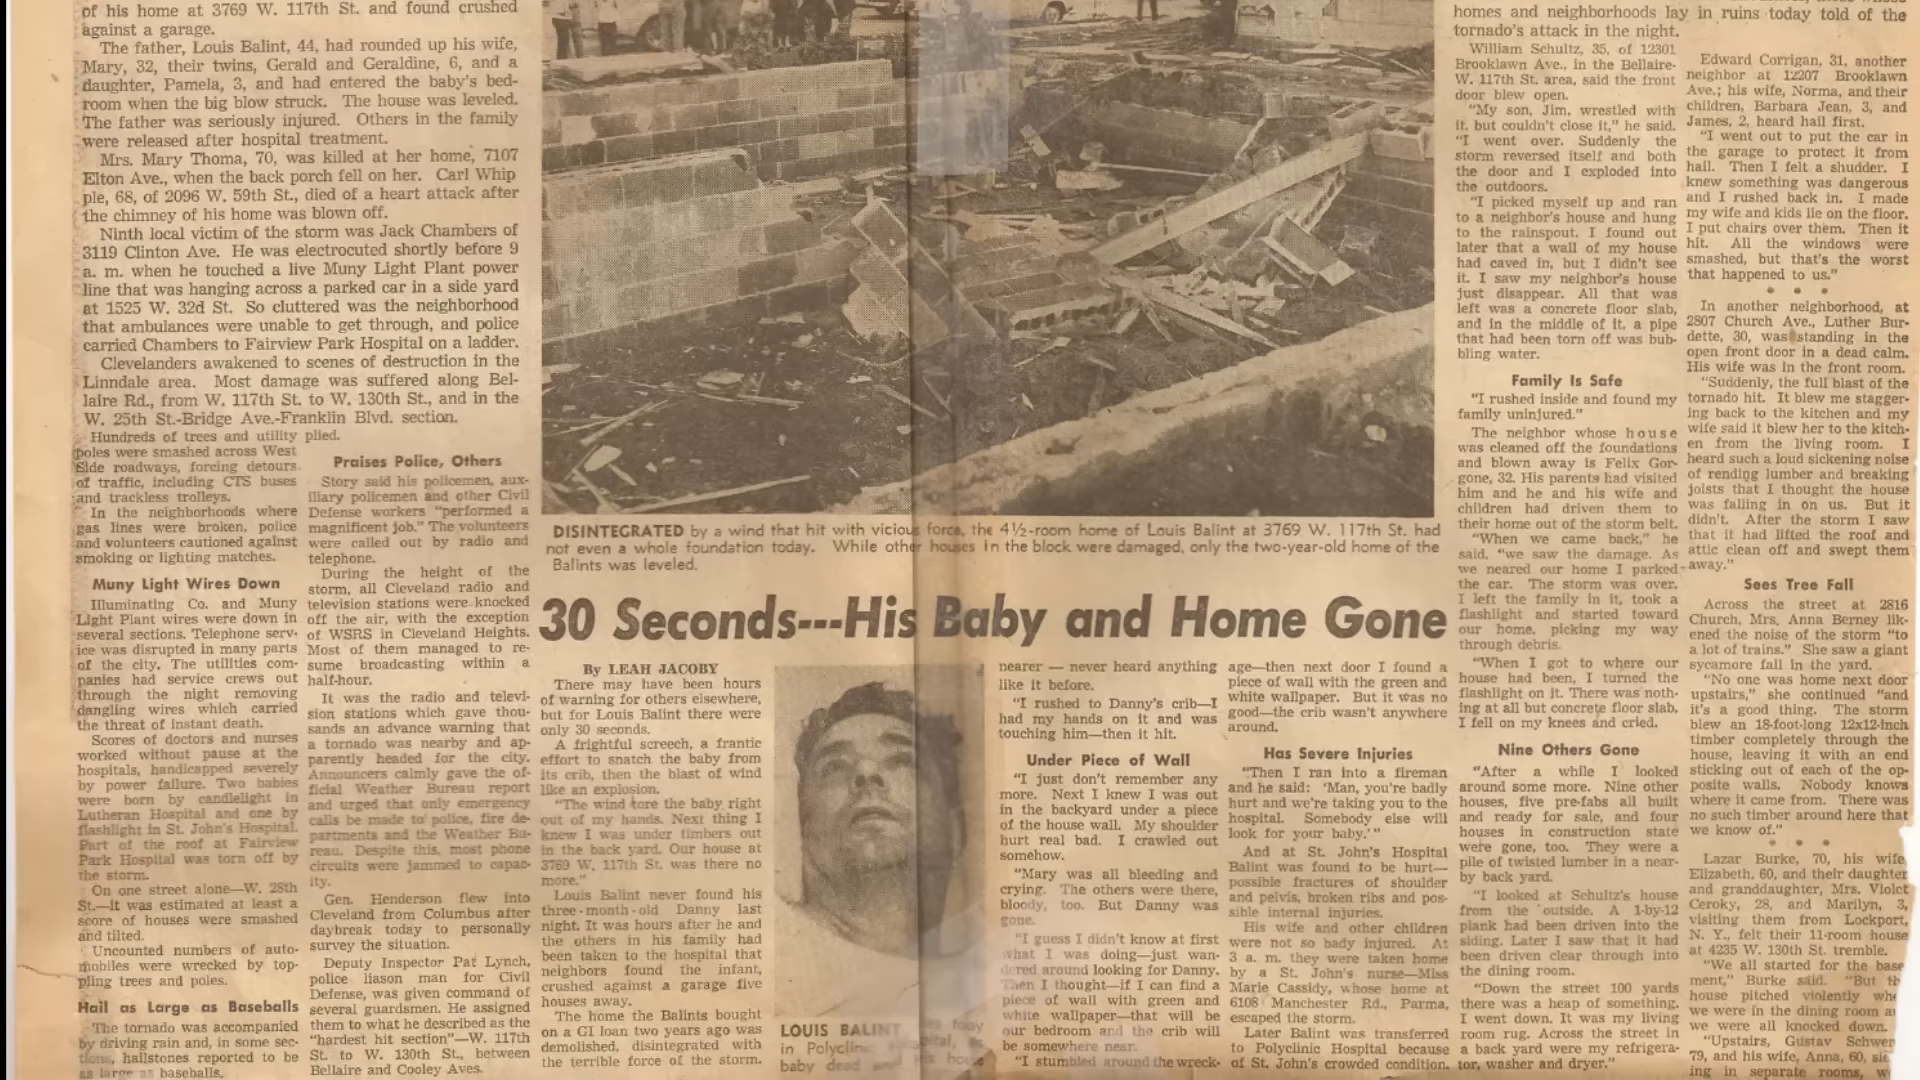 of his home at 3769 W. 117th St. and found crushed
against a garage.
The father, Louis Balint, 44, had rounded up his wife,
Mary, 32, their twins, Gerald and Geraldine, 6, and a
daughter, Pamela, 3, and had entered the baby's bed-
room when the big blow struck. The house was leveled.
The father was seriously injured. Others in the family
were released after hospital treatment.
Mrs. Mary Thoma, 70, was killed at her home, 7107
Elton Ave., when the back porch fell on her. Carl Whip
ple, 68, of 2096 W. 59th St., died of a heart attack after
the chimney of his home was blown off.
Ninth local victim of the storm was Jack Chambers of
3119 Clinton Ave. He was electrocuted shortly before 9
a. m. when he touched a live Muny Light Plant power
line that was hanging across a parked car in a side yard
at 1525 W. 32d St. So cluttered was the neighborhood
that ambulances were unable to get through, and police
carried Chambers to Fairview Park Hospital on a ladder.
Clevelanders awakened to scenes of destruction in the
Linndale area. Most damage was suffered along Bel-
laire Rd., from W. 117th St. to W. 130th St., and in the
W. 25th St.-Bridge Ave.-Franklin Blvd. section.
Hundreds of trees and utility
poles were smashed across West
Side roadways, forcing detours
of traffic, including CTS buses
and trackless trolleys.
In the neighborhoods where
gas lines were broken, police
and volunteers cautioned against
smoking or lighting matches.
Muny Light Wires Down
Illuminating Co. and Muny
Light Plant wires were down in
several sections. Telephone serv-
ice was disrupted in many parts
of the city. The utilities com-
panies had service crews out
through the night removing
dangling wires which carried
the threat of instant death.
Scores of doctors and nurses
worked without pause at the
hospitals, handicapped severely
by power failure. Two babies
were born by candlelight in
Lutheran Hospital and one by
flashlight in St. John's Hospital.
Part of the roof at Fairview
Park Hospital was torn off by
the storm.
On one street alone—W. 28th
St.—it was estimated at least a
score of houses were smashed
and tilted.
Uncounted numbers of auto-
mobiles were wrecked by top-
pling trees and poles.
Hail as Large as Baseballs
The tornado was accompanied
by driving rain and, in some sec-
tions, hailstones reported to be
as large as baseballs.
plied.
Praises Police, Others
Story said his policemen, aux-
iliary policemen and other Civil
Defense workers "performed a
magnificent job." The volunteers
were called out by radio and
telephone.
During the height of the
storm, all Cleveland radio and
television stations were knocked
off the air, with the exception
of WSRS in Cleveland Heights.
Most of them managed to re-
sume broadcasting within a
half-hour.
It was the radio and televi-
sion stations which gave thou-
sands an advance warning that
a tornado was nearby and ap-
parently headed for the city.
Announcers calmly gave the of-
ficial Weather Bureau report
and urged that only emergency
calls be made to police, fire de-
partments and the Weather Bu-
reau. Despite this, most phone
circuits were jammed to capac-
ity.
Gen. Henderson flew into
Cleveland from Columbus after
daybreak today to personally
survey the situation.
Deputy Inspector Pat Lynch,
police liason man for Civil
Defense, was given command of
several guardsmen. He assigned
them to what he described as the
"hardest hit section"—W. 117th
St. to W. 130th St., between
Bellaire and Cooley Aves.
DISINTEGRATED by a wind that hit with vicious force, the 4½-room home of Louis Balint at 3769 W. 117th St. had
not even a whole foundation today. While other houses in the block were damaged, only the two-year-old home of the
Balints was leveled.
30 Seconds---His Baby and Home Gone
By LEAH JACOBY
There may have been hours
of warning for others elsewhere,
but for Louis Balint there were
only 30 seconds.
A frightful screech, a frantic
effort to snatch the baby from
its crib, then the blast of wind
like an explosion.
"The wind tore the baby right
out of my hands. Next thing I
knew I was under timbers out
in the back yard. Our house at
3769 W. 117th St. was there no
more."
Louis Balint never found his
three-month-old Danny last
night. It was hours after he and
the others in his family had
been taken to the hospital that
neighbors found the infant,
crushed against a garage five
houses away.
The home the Balints bought
on a GI loan two years ago was
demolished, disintegrated with
the terrible force of the storm.
LOUIS BALINT
in Polyclinic
baby dead
nearer — never heard anything
like it before.
"I rushed to Danny's crib—I
had my hands on it and was
touching him—then it hit.
Under Piece of Wall
"I just don't remember any
more. Next I knew I was out
in the backyard under a piece
of the house wall. My shoulder
hurt real bad. I crawled out
somehow.
"Mary was all bleeding and
crying. The others were there,
bloody, too. But Danny was
gone.
"I guess I didn't know at first
what I was doing—just wan-
dered around looking for Danny.
Then I thought—if I can find a
piece of wall with green and
white wallpaper—that will be
our bedroom and the crib will
be somewhere near.
"I stumbled around the wreck-
age—then next door I found a
piece of wall with the green and
white wallpaper. But it was no
good—the crib wasn't anywhere
around.
Has Severe Injuries
"Then I ran into a fireman
and he said: 'Man, you're badly
hurt and we're taking you to the
hospital. Somebody else will
look for your baby.'"
And at St. John's Hospital
Balint was found to be hurt—
possible fractures of shoulder
and pelvis, broken ribs and pos-
sible internal injuries.
His wife and other children
were not so bady injured. At
3 a. m. they were taken home
by a St. John's nurse—Miss
Marie Cassidy, whose home at
6108 Manchester Rd., Parma,
escaped the storm.
Later Balint was transferred
to Polyclinic Hospital because
of St. John's crowded condition.
homes and neighborhoods lay in ruins today told of the
tornado's attack in the night.
William Schultz, 35, of 12301
Brooklawn Ave., in the Bellaire-
W. 117th St. area, said the front
door blew open.
"My son, Jim, wrestled with
it, but couldn't close it," he said.
"I went over. Suddenly the
storm reversed itself and both
the door and I exploded into
the outdoors.
"I picked myself up and ran
to a neighbor's house and hung
to the rainspout. I found out
later that a wall of my house
had caved in, but I didn't see
it. I saw my neighbor's house
just disappear. All that was
left was a concrete floor slab,
and in the middle of it, a pipe
that had been torn off was bub-
bling water.
Family Is Safe
"I rushed inside and found my
family uninjured."
The neighbor whose house
was cleaned off the foundations
and blown away is Felix Gor-
gone, 32. His parents had visited
him and he and his wife and
children had driven them to
their home out of the storm belt.
"When we came back," he
said, "we saw the damage. As
we neared our home I parked
the car. The storm was over.
I left the family in it, took a
flashlight and started toward
our home, picking my way
through debris.
"When I got to where our
house had been, I turned the
flashlight on it. There was noth-
ing at all but concrete floor slab.
I fell on my knees and cried.
Nine Others Gone
"After a while I looked
around some more. Nine other
houses, five pre-fabs all built
and ready for sale, and four
houses in construction state
were gone, too. They were a
pile of twisted lumber in a near-
by back yard.
"I looked at Schultz's house
from the outside. A 1-by-12
plank had been driven into the
siding. Later I saw that it had
been driven clear through into
the dining room.
"Down the street 100 yards
there was a heap of something.
I went down. It was my living
room rug. Across the street in
a back yard were my refrigera-
tor, washer and dryer."
Edward Corrigan, 31, another
neighbor at 12207 Brooklawn
Ave.; his wife, Norma, and their
children, Barbara Jean, 3, and
James, 2, heard hail first.
"I went out to put the car in
the garage to protect it from
hail. Then I felt a shudder. I
knew something was dangerous
and I rushed back in. I made
my wife and kids lie on the floor.
I put chairs over them. Then it
hit. All the windows were
smashed, but that's the worst
that happened to us."
In another neighborhood, at
2807 Church Ave., Luther Bur-
dette, 30, was standing in the
open front door in a dead calm.
His wife was in the front room.
"Suddenly, the full blast of the
tornado hit. It blew me stagger-
ing back to the kitchen and my
wife said it blew her to the kitch-
en from the living room. I
heard such a loud sickening noise
of rending lumber and breaking
joists that I thought the house
was falling in on us. But it
didn't. After the storm I saw
that it had lifted the roof and
attic clean off and swept them
away."
Sees Tree Fall
Across the street at 2816
Church, Mrs. Anna Berney lik-
ened the noise of the storm "to
a lot of trains." She saw a giant
sycamore fall in the yard.
"No one was home next door
upstairs," she continued "and
it's a good thing. The storm
blew an 18-foot-long 12x12-inch
timber completely through the
house, leaving it with an end
sticking out of each of the op-
posite walls. Nobody knows
where it came from. There was
no such timber around here that
we know of."
Lazar Burke, 70, his wife
Elizabeth, 60, and their daughter
and granddaughter, Mrs. Violet
Ceroky, 28, and Marilyn, 3,
visiting them from Lockport,
N. Y., felt their 11-room house
at 4235 W. 130th St. tremble.
"We all started for the base
ment," Burke said. "But th
house pitched violently wh
we were in the dining room a
we were all knocked down.
"Upstairs, Gustav Schwer
79, and his wife, Anna, 60, sle
ing in separate rooms, w